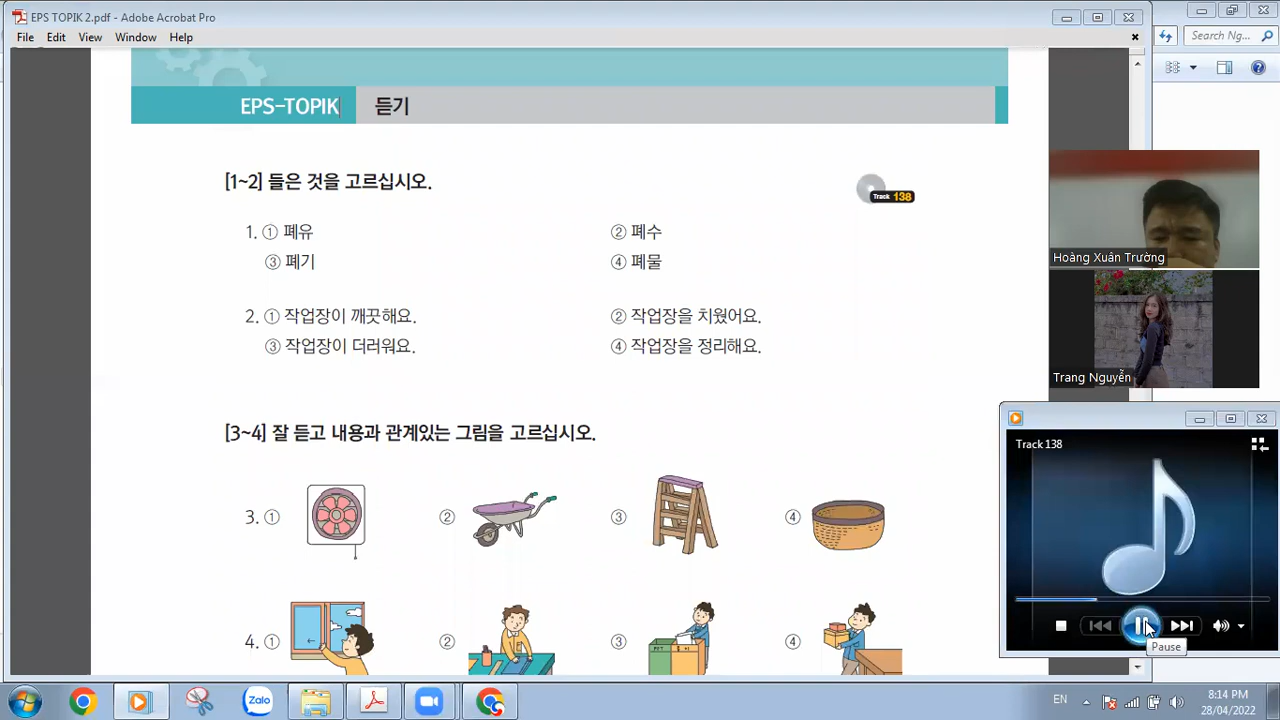 EPS TOPIK 2.pdf - Adobe Acrobat Pro
File Edit View Window Help
Search Ng...
EPS-TOPIK 듣기
[1~2] 들은 것을 고르십시오.
Track 138
1. ① 폐유 ② 폐수
③ 폐기 ④ 폐물
2. ① 작업장이 깨끗해요. ② 작업장을 치웠어요.
③ 작업장이 더러워요. ④ 작업장을 정리해요.
[3~4] 잘 듣고 내용과 관계있는 그림을 고르십시오.
3. ① ② ③ ④
4. ① ② ③ ④
Hoàng Xuân Trường
Trang Nguyễn
Track 138
Pause
Zalo
EN
8:14 PM
28/04/2022